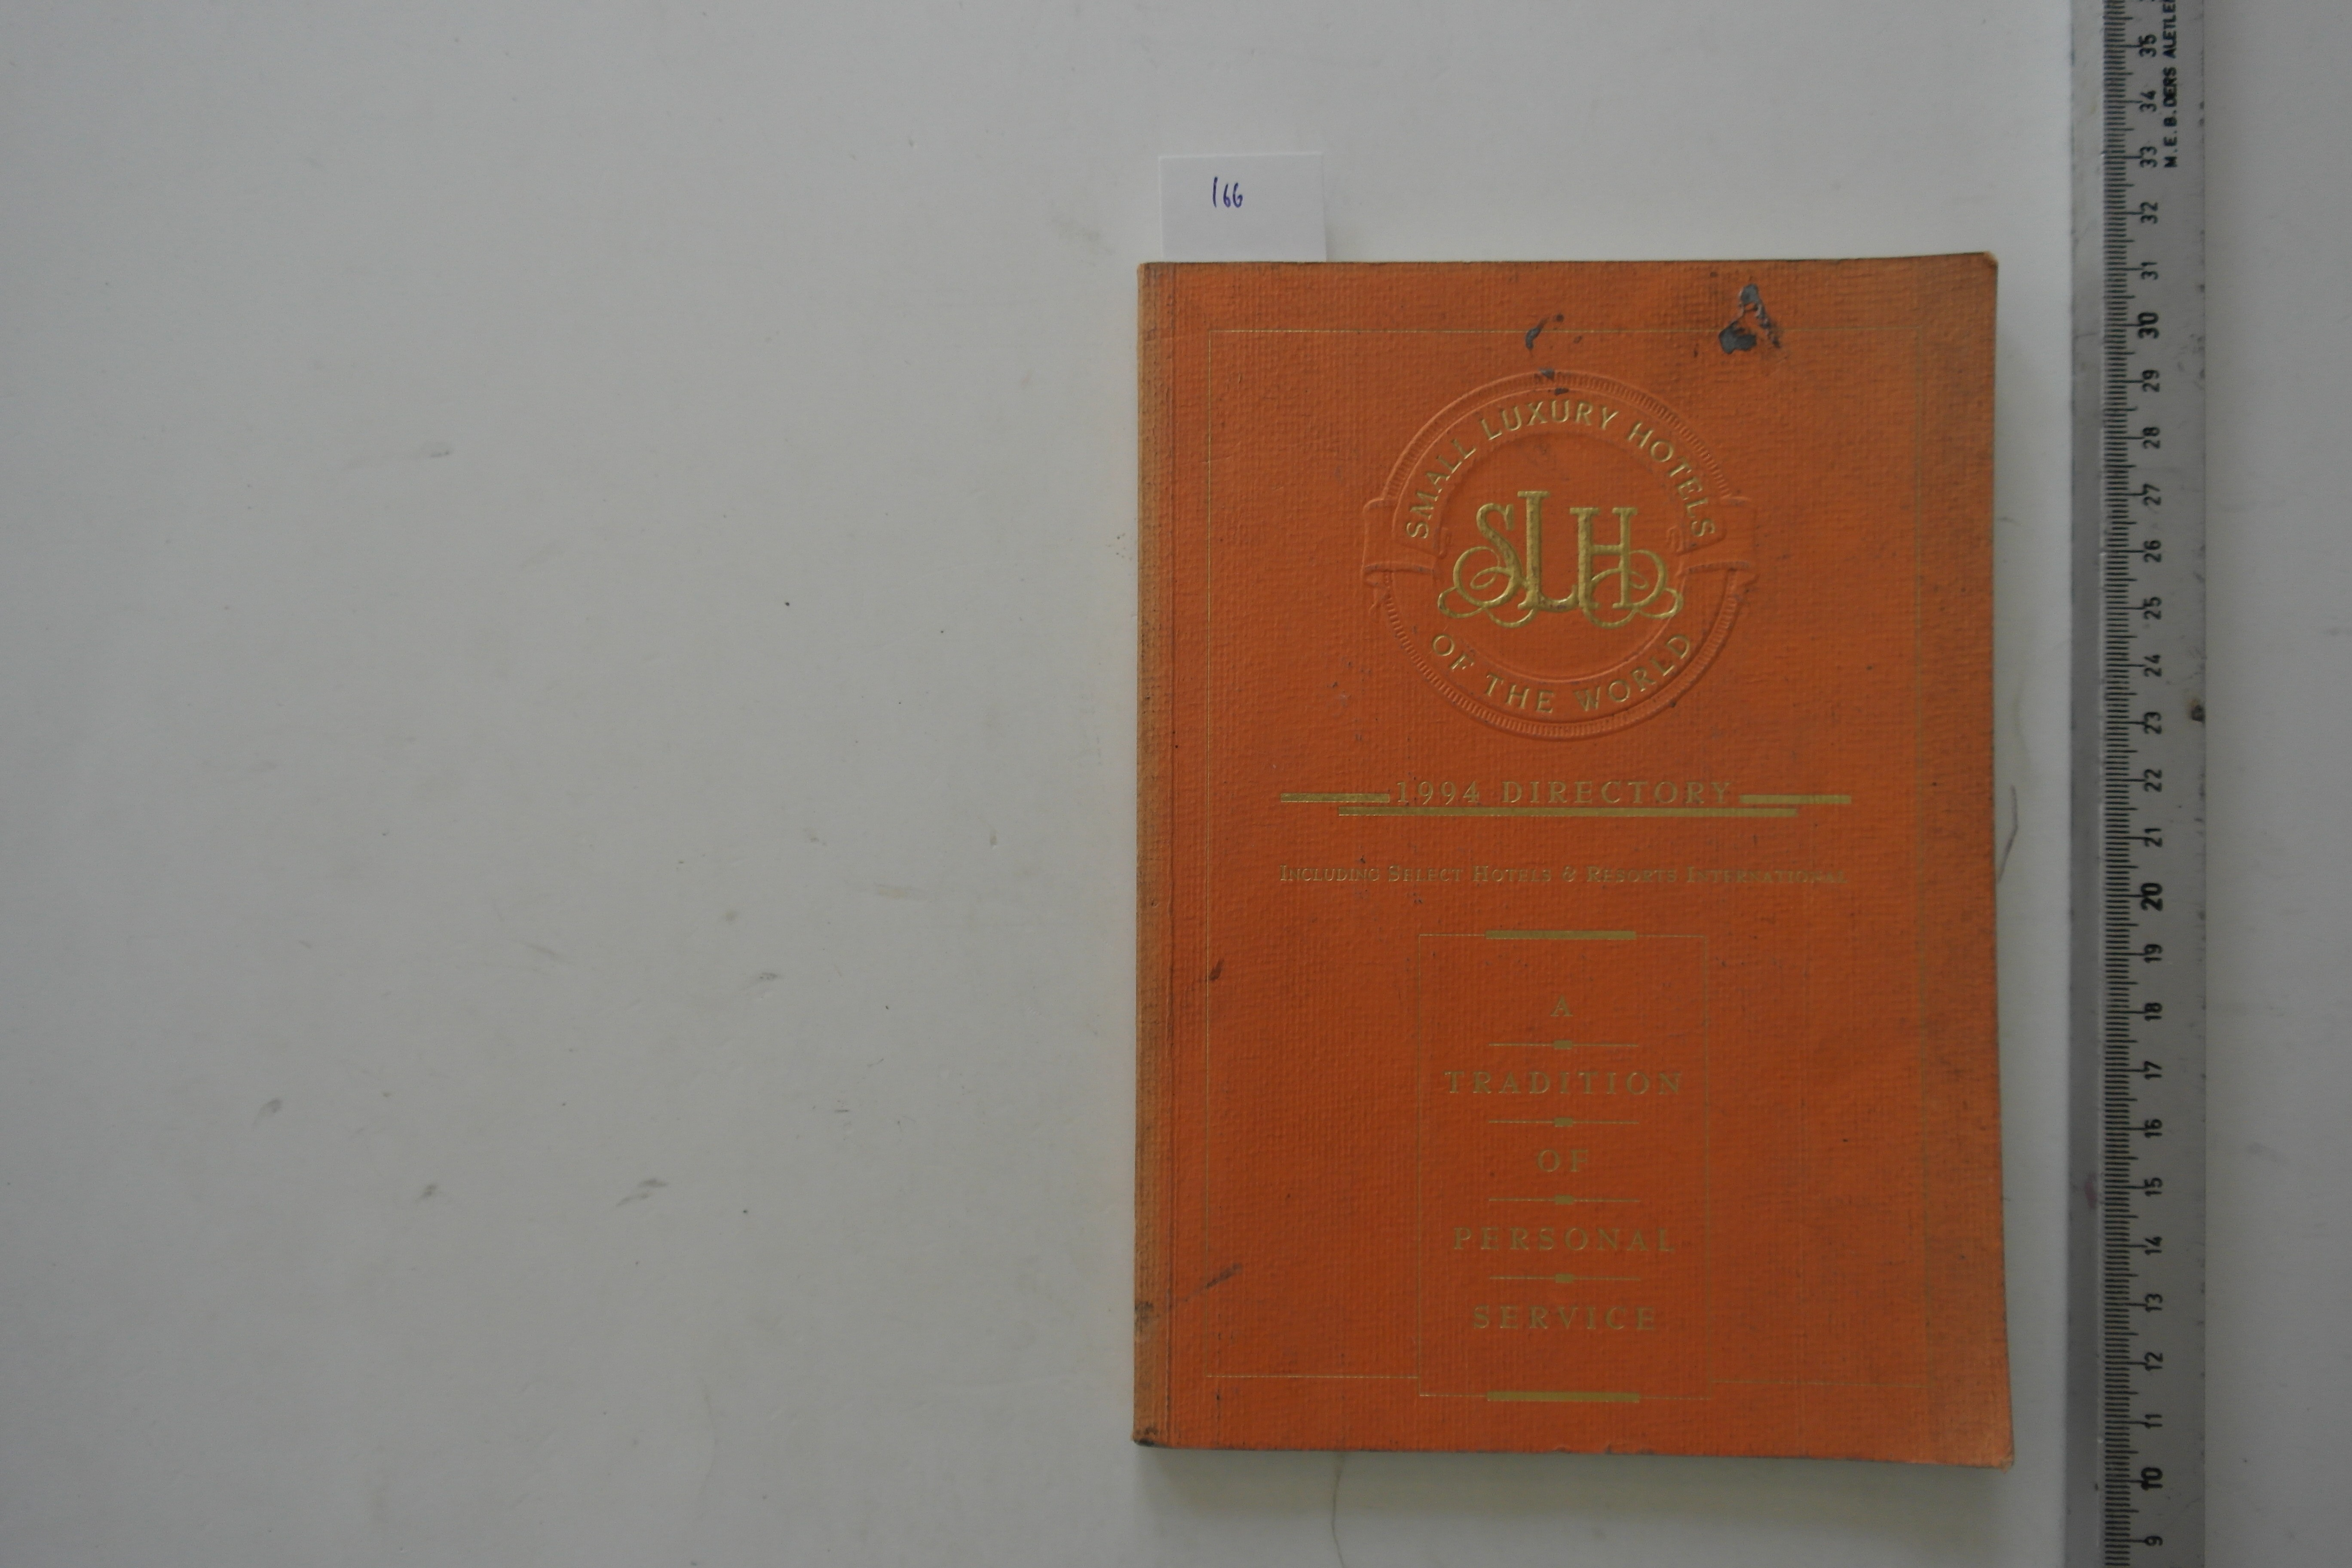 166
SMALL LUXURY HOTELS
SLH
OF THE WORLD
1994 DIRECTORY
INCLUDING SELECT HOTELS & RESORTS INTERNATIONAL
A
TRADITION
OF
PERSONAL
SERVICE
M.E.B.DERS ALETLE
35
34
33
32
31
30
29
28
27
26
25
24
23
22
21
20
19
18
17
16
15
14
13
12
11
10
9